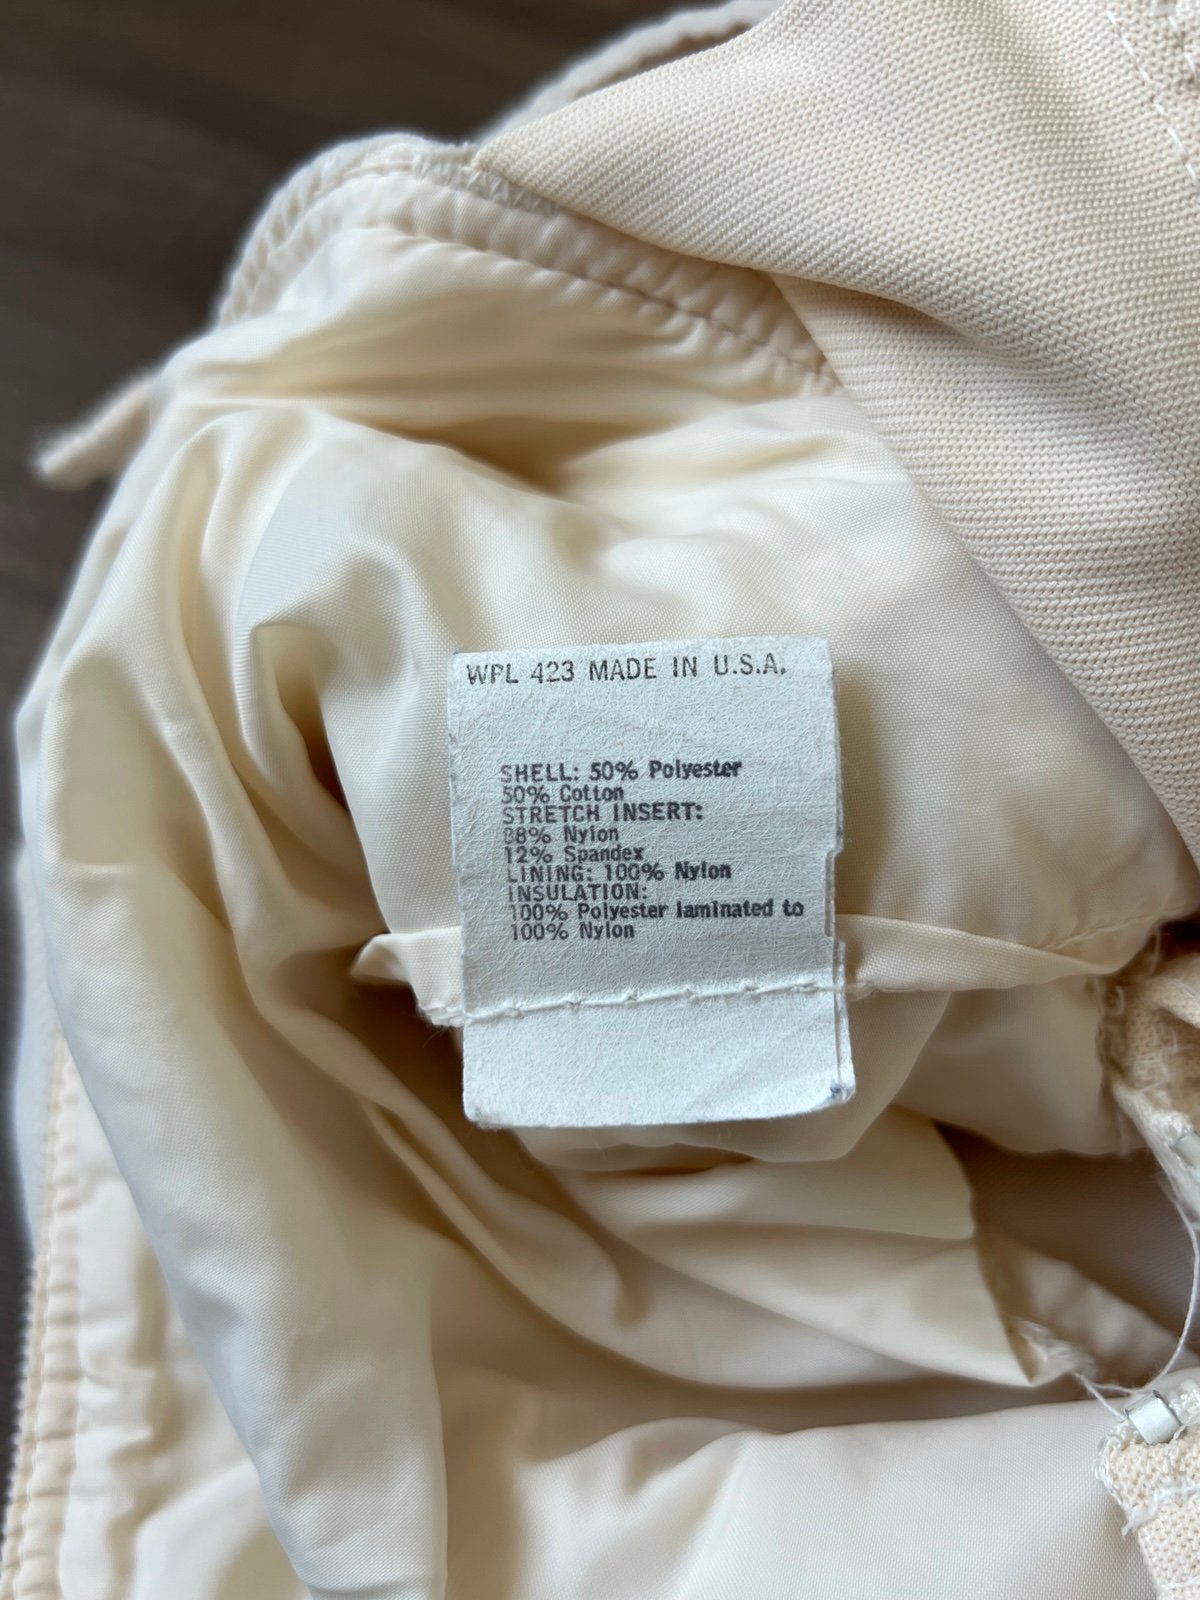 WPL 423 MADE IN U.S.A.
SHELL: 50% Polyester
50% Cotton
STRETCH INSERT:
88% Nylon
12% Spandex
LINING: 100% Nylon
INSULATION:
100% Polyester laminated to
100% Nylon